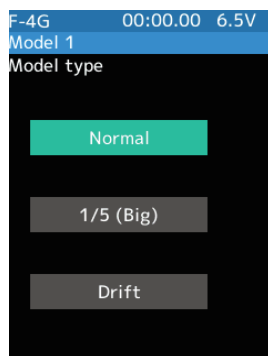 F-4G 00:00.00 6.5V
Model 1
Model type
Normal
1/5 (Big)
Drift